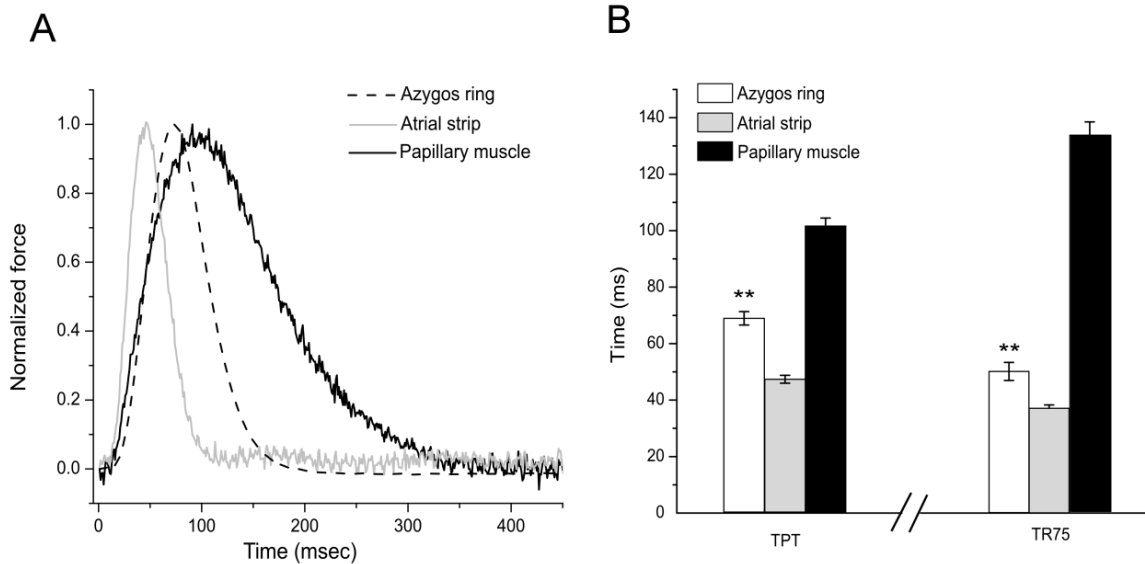 A
Azygos ring
Atrial strip
Papillary muscle
1.0
0.8
0.6
0.4
0.2
0.0
Normalized force
0
100
200
300
400
Time (msec)
B
Azygos ring
Atrial strip
Papillary muscle
140
120
100
80
60
40
20
0
Time (ms)
**
**
TPT
TR75